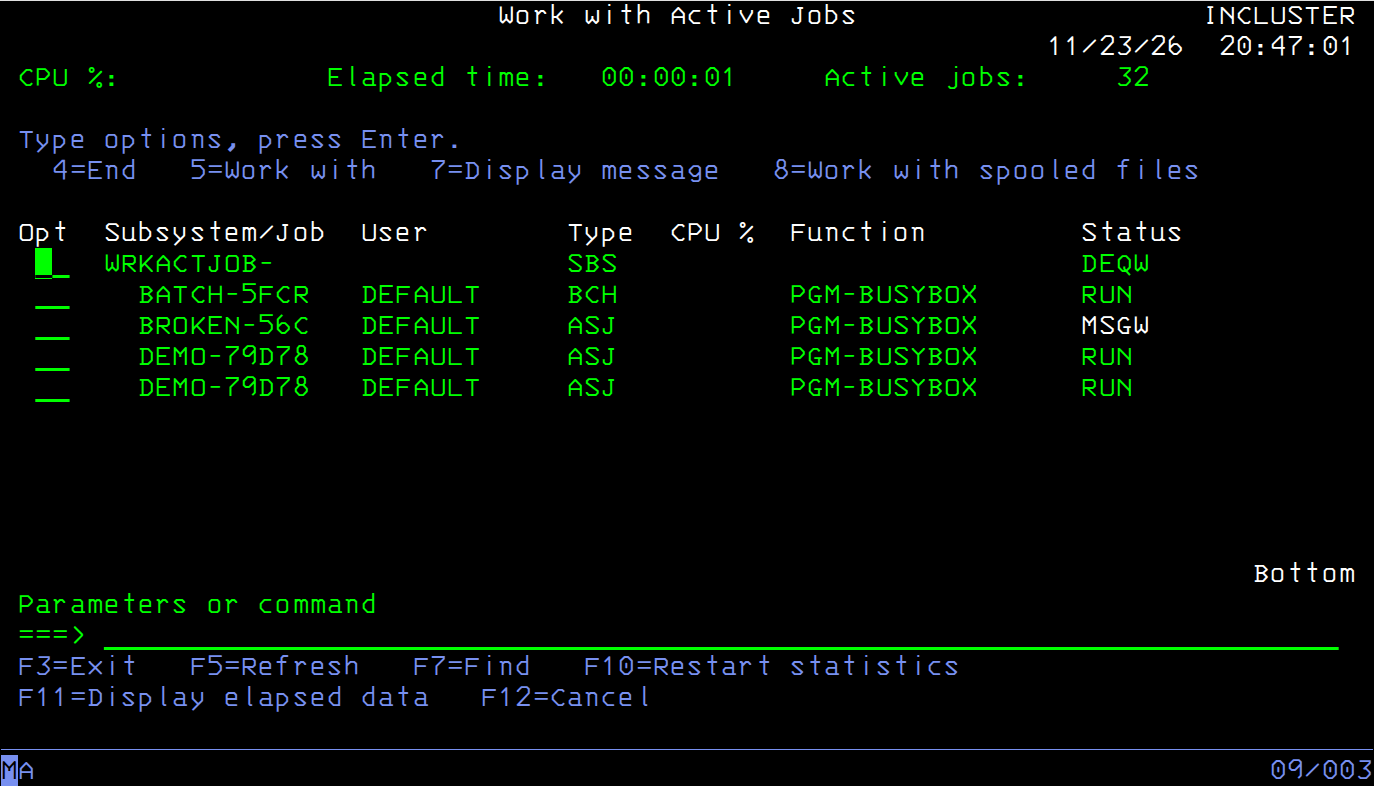 Work with Active Jobs INCLUSTER
11/23/26 20:47:01
CPU %: Elapsed time: 00:00:01 Active jobs: 32
Type options, press Enter.
4=End 5=Work with 7=Display message 8=Work with spooled files
Opt Subsystem/Job User Type CPU % Function Status
_ WRKACTJOB- SBS DEQW
__ BATCH-5FCR DEFAULT BCH PGM-BUSYBOX RUN
__ BROKEN-56C DEFAULT ASJ PGM-BUSYBOX MSGW
__ DEMO-79D78 DEFAULT ASJ PGM-BUSYBOX RUN
__ DEMO-79D78 DEFAULT ASJ PGM-BUSYBOX RUN
Bottom
Parameters or command
===>
F3=Exit F5=Refresh F7=Find F10=Restart statistics
F11=Display elapsed data F12=Cancel
MA 09/003